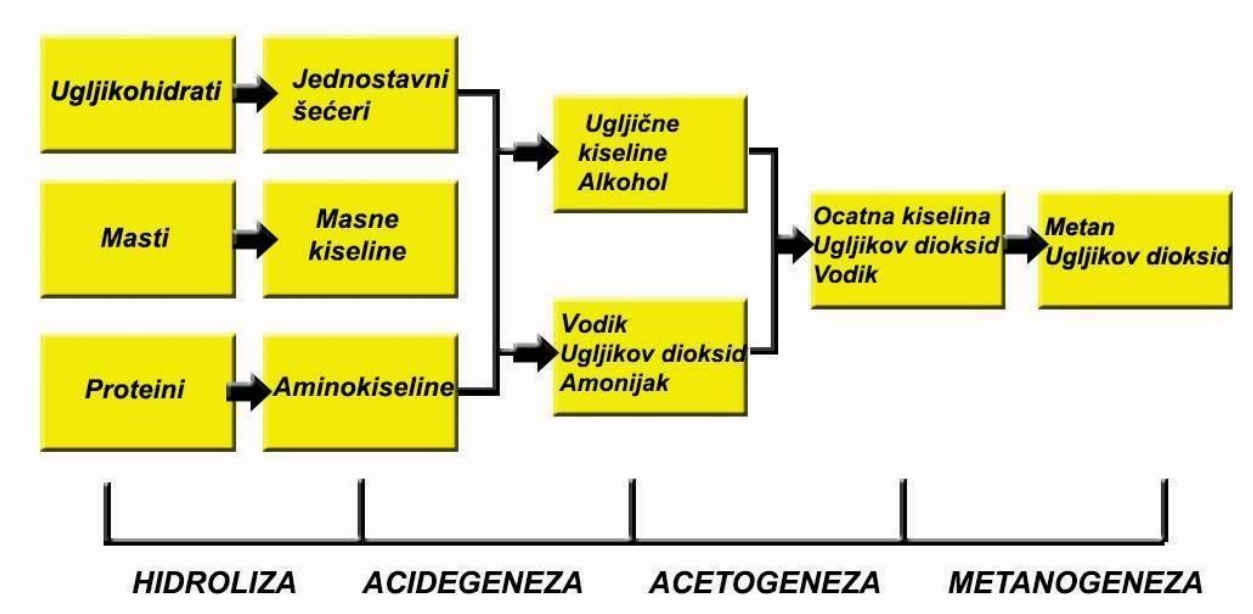 Ugljikohidrati
Jednostavni
šećeri
Masti
Masne
kiseline
Proteini
Aminokiseline
Ugljične
kiseline
Alkohol
Vodik
Ugljikov dioksid
Amonijak
Ocatna kiselina
Ugljikov dioksid
Vodik
Metan
Ugljikov dioksid
HIDROLIZA
ACIDEGENEZA
ACETOGENEZA
METANOGENEZA